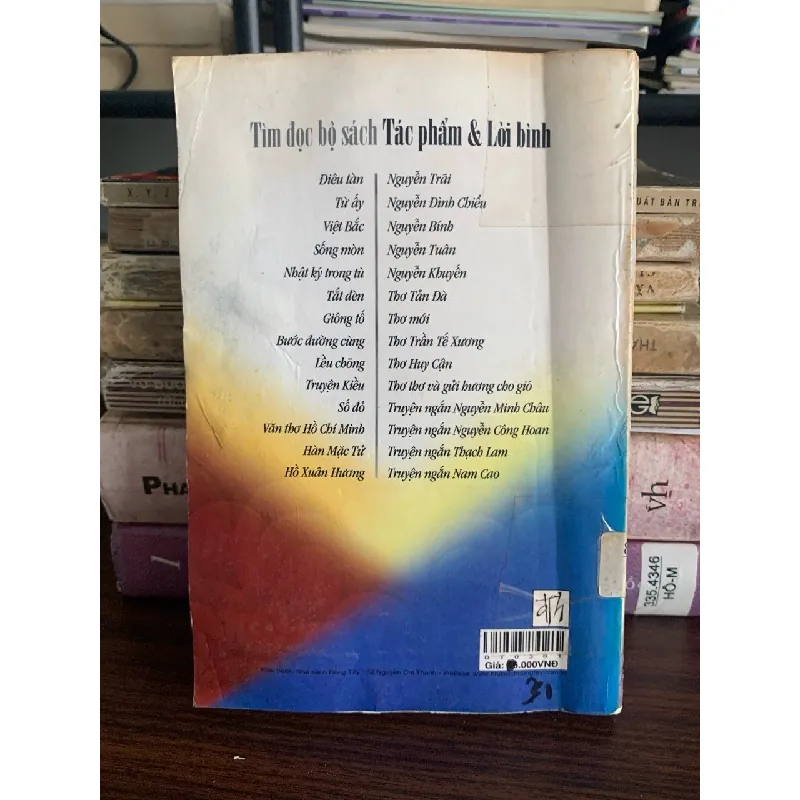 Tìm đọc bộ sách Tác phẩm & Lời bình
Điêu tàn Nguyễn Trãi
Từ ấy Nguyễn Đình Chiểu
Việt Bắc Nguyễn Bính
Sống mòn Nguyễn Tuân
Nhật ký trong tù Nguyễn Khuyến
Tắt đèn Thơ Tản Đà
Giông tố Thơ mới
Bước đường cùng Thơ Trần Tế Xương
Lều chõng Thơ Huy Cận
Truyện Kiều Thơ thơ và gửi hương cho gió
Số đỏ Truyện ngắn Nguyễn Minh Châu
Văn thơ Hồ Chí Minh Truyện ngắn Nguyễn Công Hoan
Hàn Mặc Tử Truyện ngắn Thạch Lam
Hồ Xuân Hương Truyện ngắn Nam Cao
Giá: .000VNĐ
31
335.4346
HỒ-M
vh
PHA
X.Y.